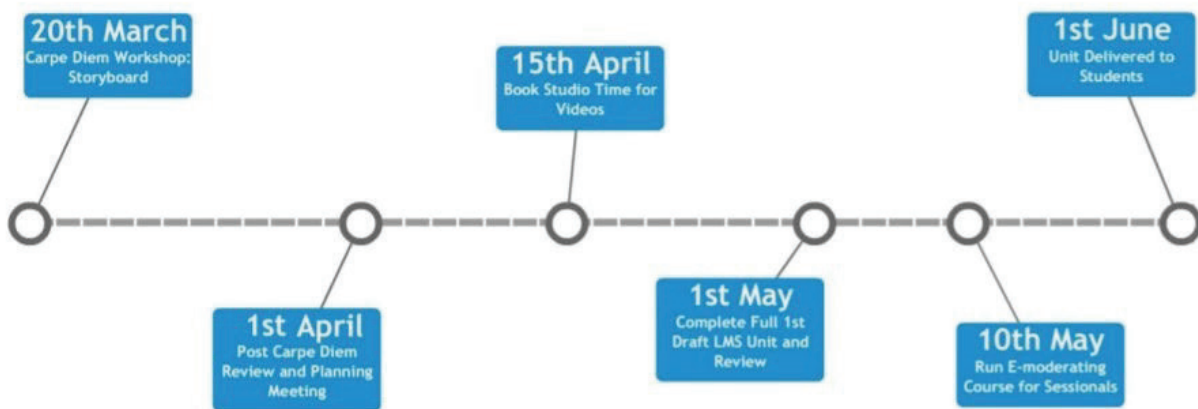 20th March
Carpe Diem Workshop:
Storyboard
1st April
Post Carpe Diem
Review and Planning
Meeting
15th April
Book Studio Time for
Videos
1st May
Complete Full 1st
Draft LMS Unit and
Review
10th May
Run E-moderating
Course for Sessionals
1st June
Unit Delivered to
Students